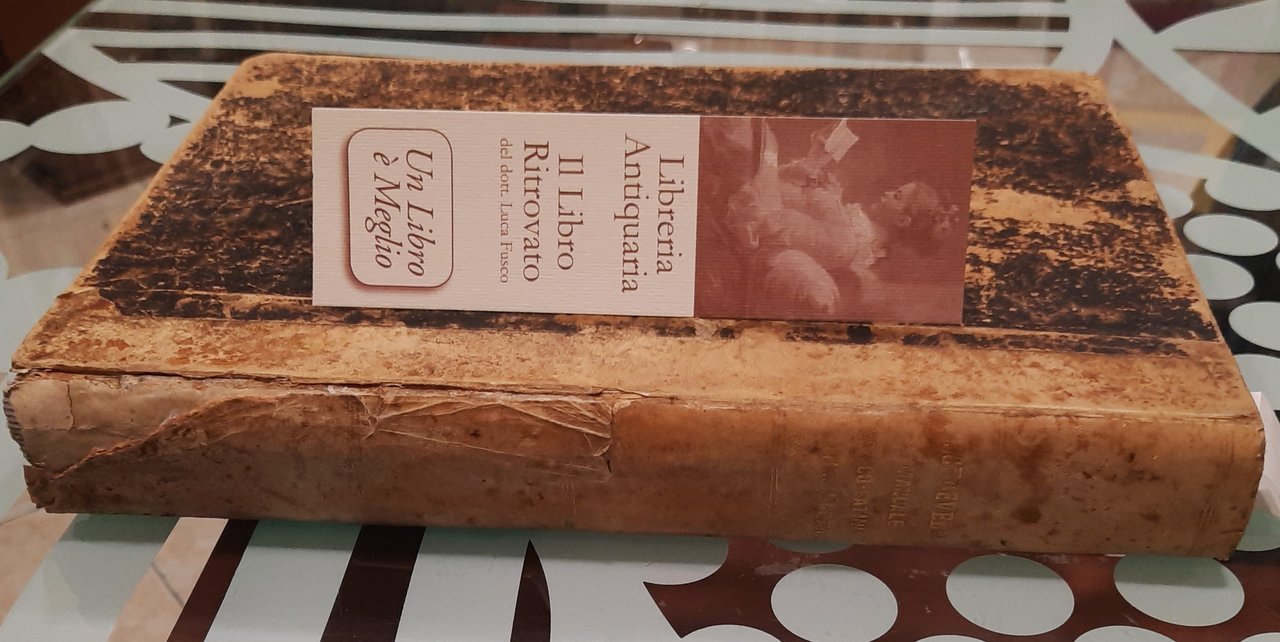 Libreria
Antiquaria
Il Libro
Ritrovato
del dott. Luca Fusco
Un Libro
è Meglio